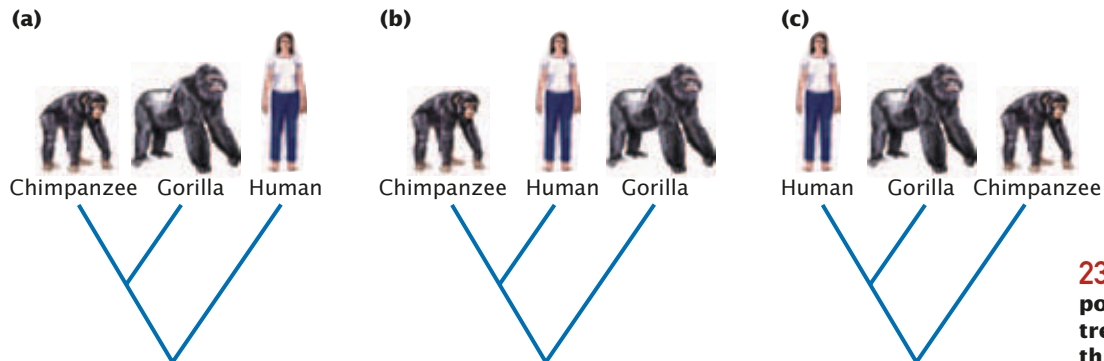 (a) (b) (c)
Chimpanzee Gorilla Human Chimpanzee Human Gorilla Human Gorilla Chimpanzee
23
po
tre
th